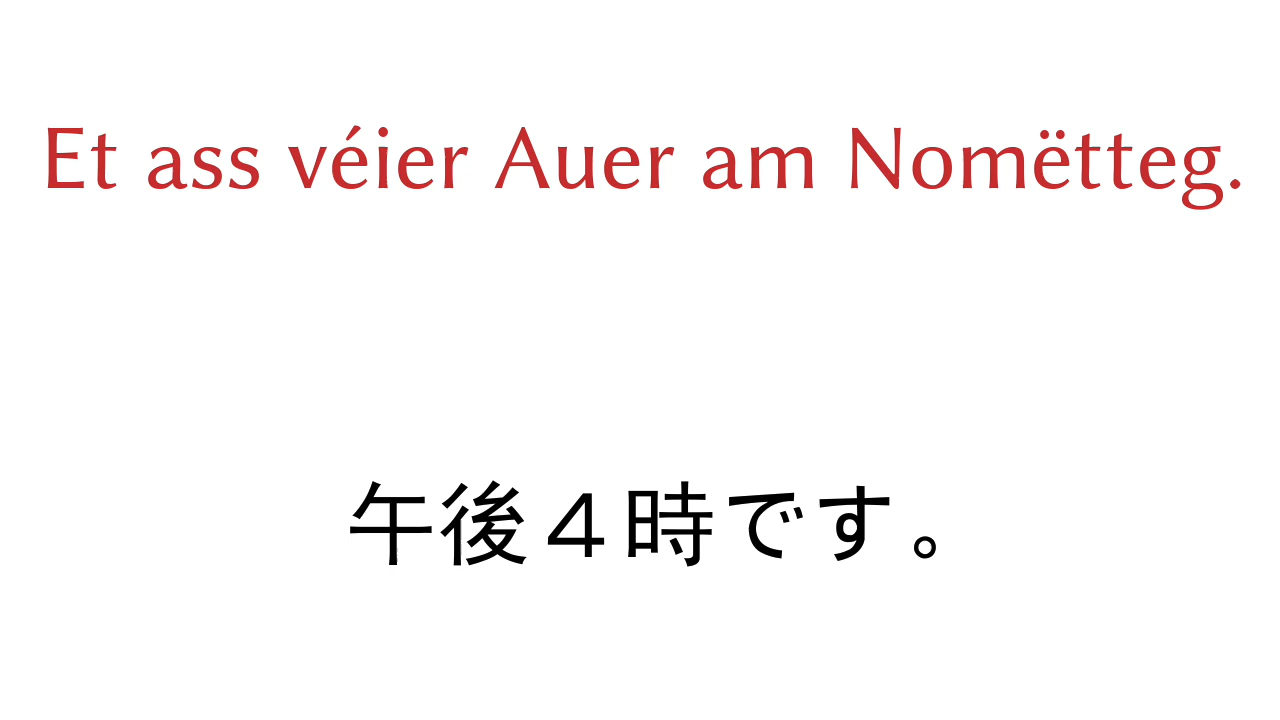 Et ass véier Auer am Nomëtteg.
午後４時です。